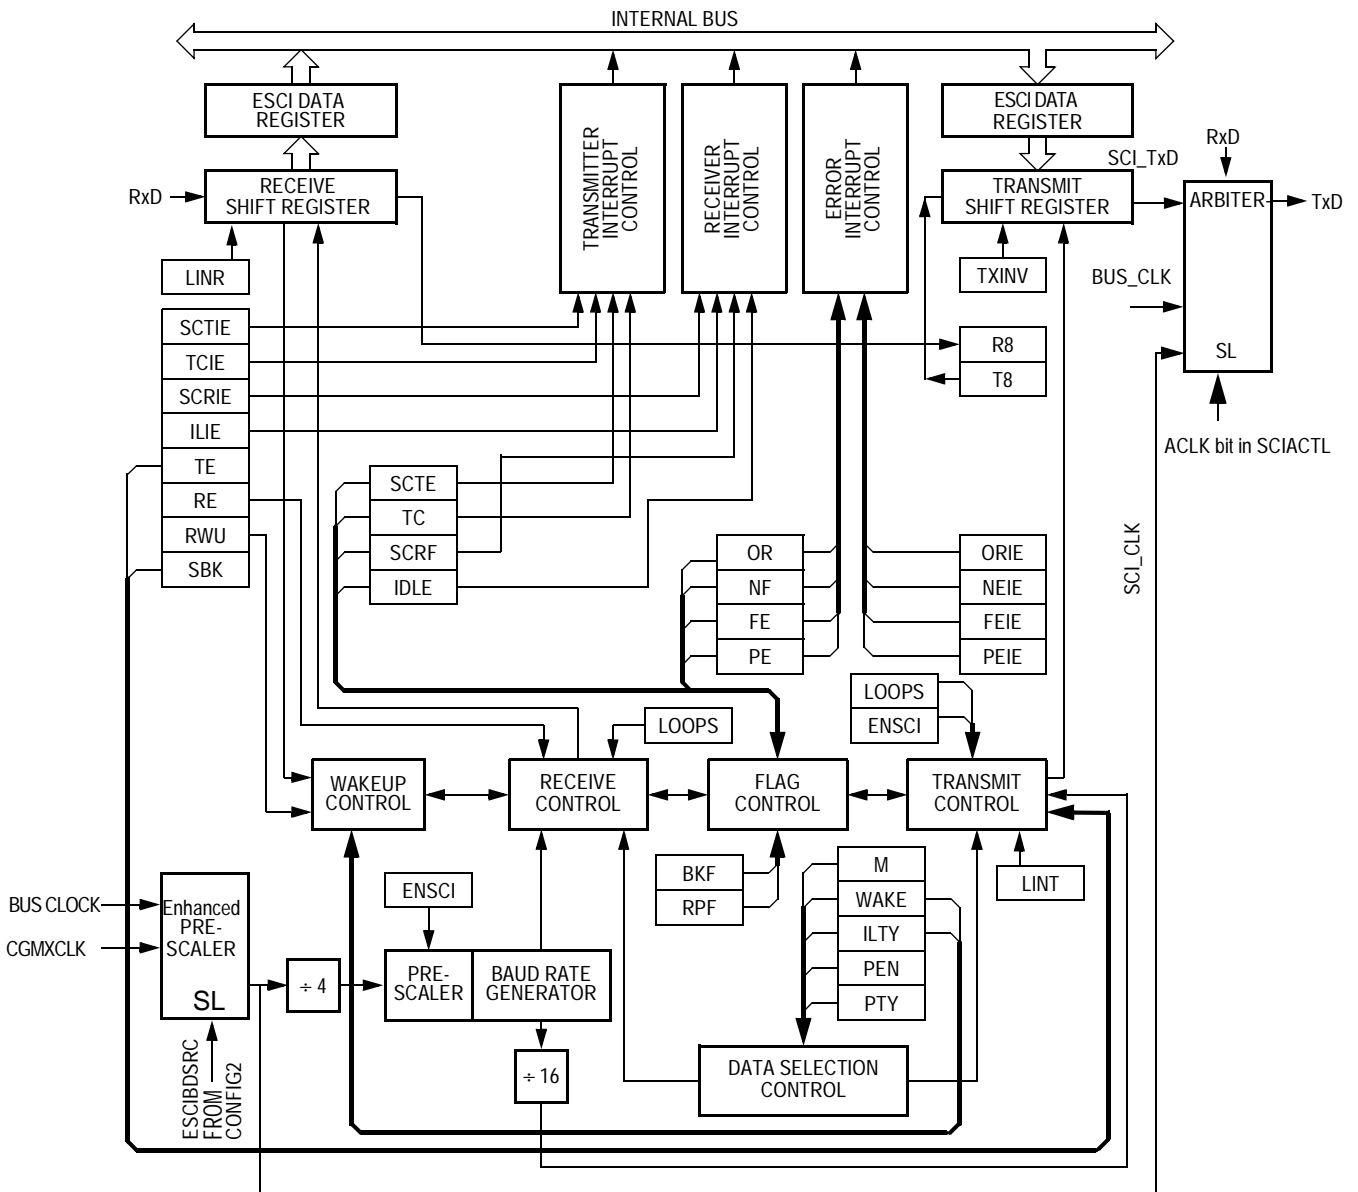 INTERNAL BUS
ESCI DATA
REGISTER
ESCI DATA
REGISTER
TRANSMITTER
INTERRUPT
CONTROL
RECEIVER
INTERRUPT
CONTROL
ERROR
INTERRUPT
CONTROL
RxD
RECEIVE
SHIFT REGISTER
TRANSMIT
SHIFT REGISTER
SCI_TxD
RxD
ARBITER
TxD
LINR
TXINV
BUS_CLK
SL
ACLK bit in SCIACTL
SCTIE
TCIE
SCRIE
ILIE
TE
RE
RWU
SBK
R8
T8
SCTE
TC
SCRF
IDLE
OR
NF
FE
PE
ORIE
NEIE
FEIE
PEIE
SCI_CLK
LOOPS
LOOPS
ENSCI
WAKEUP
CONTROL
RECEIVE
CONTROL
FLAG
CONTROL
TRANSMIT
CONTROL
BKF
RPF
M
WAKE
ILTY
PEN
PTY
LINT
BUS CLOCK
CGMXCLK
Enhanced
PRE-
SCALER
SL
ENSCI
÷ 4
PRE-
SCALER
BAUD RATE
GENERATOR
÷ 16
DATA SELECTION
CONTROL
ESCIBDSRC
FROM
CONFIG2